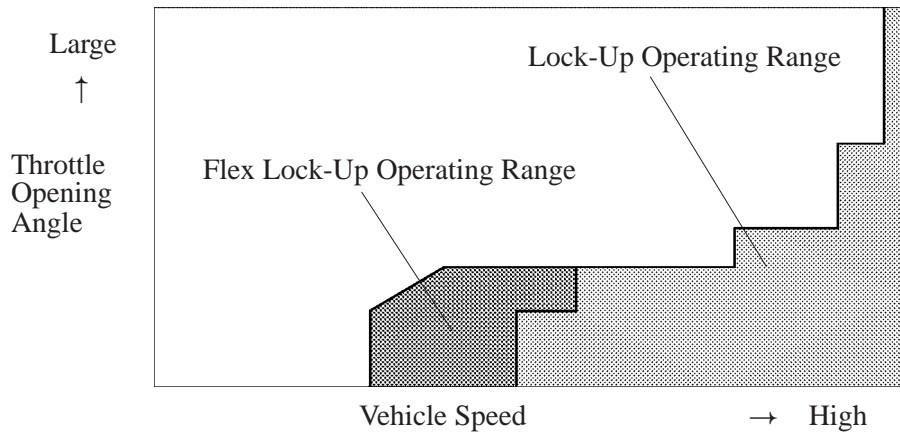 Large
↑
Throttle
Opening
Angle
Lock-Up Operating Range
Flex Lock-Up Operating Range
Vehicle Speed → High